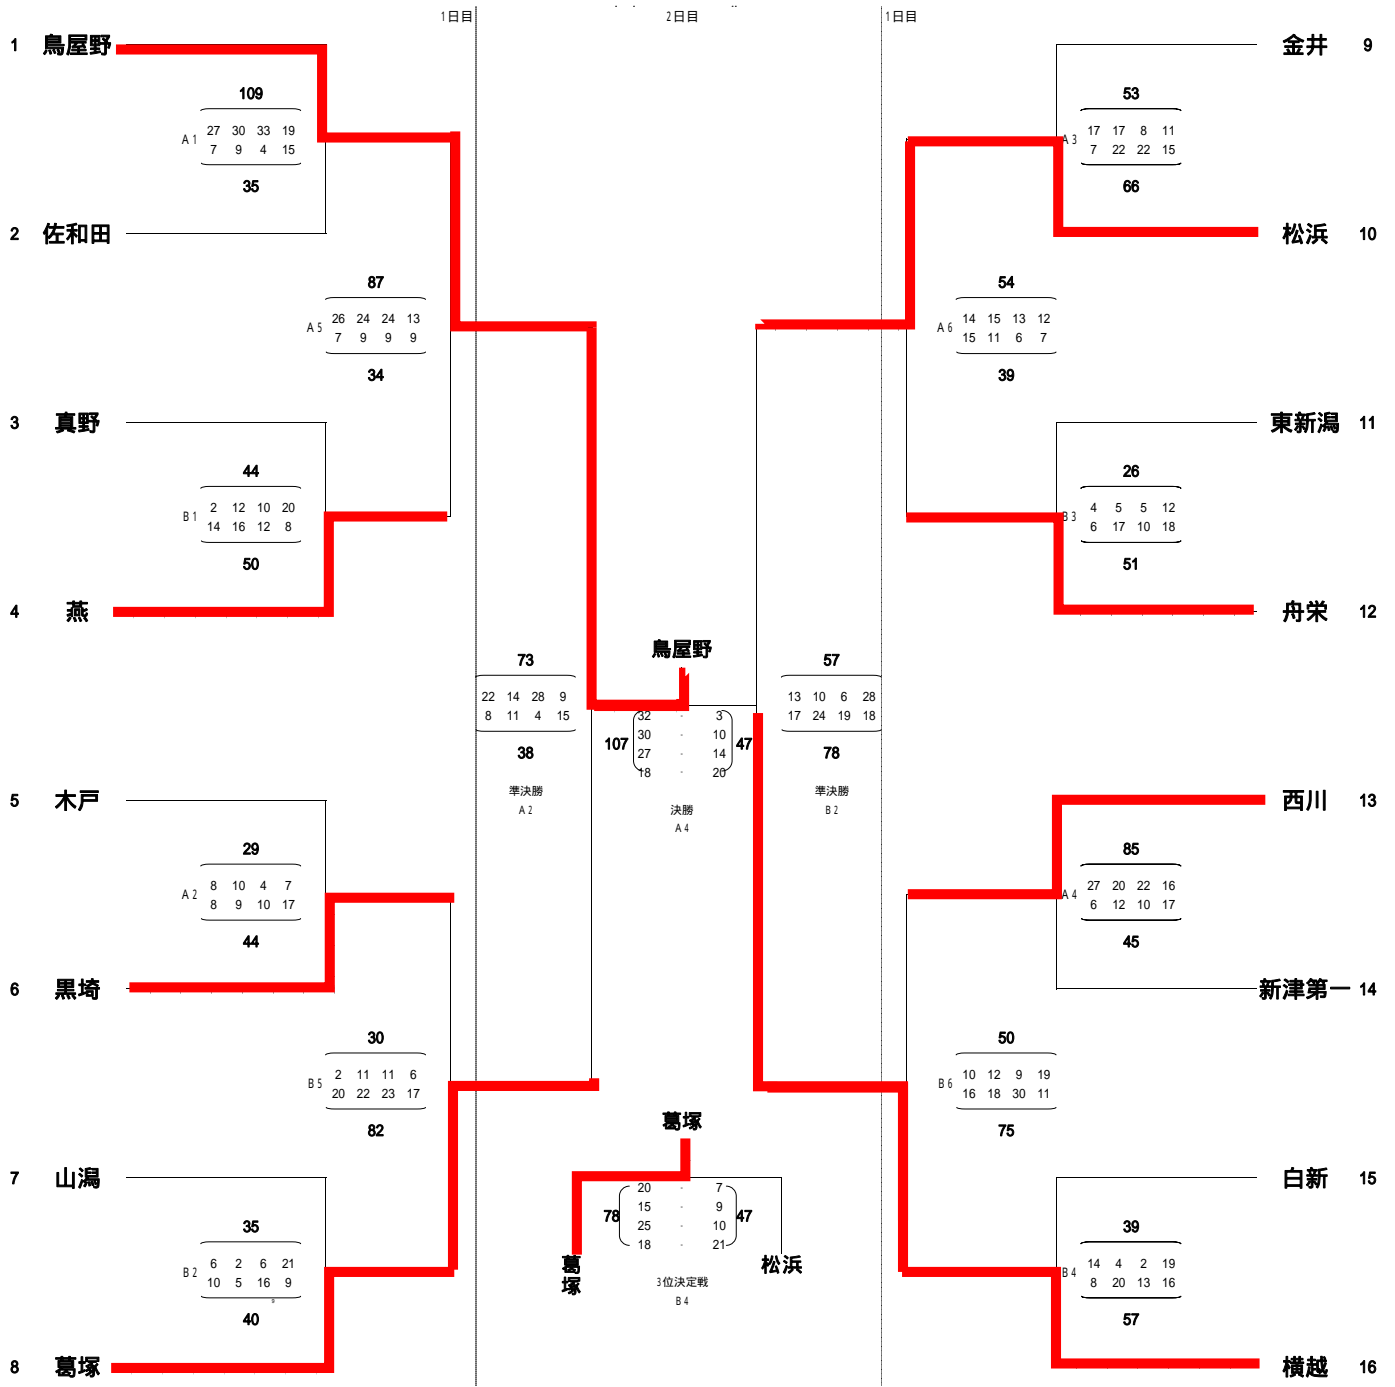 1日目 2日目 1日目
1 鳥屋野 金井 9
109 53
A1 27 30 33 19 A3 17 17 8 11
7 9 4 15 7 22 22 15
35 66
2 佐和田 松浜 10
87 54
A5 26 24 24 13 A6 14 15 13 12
7 9 9 9 15 11 6 7
34 39
3 真野 東新潟 11
44 26
B1 2 12 10 20 B3 4 5 5 12
14 16 12 8 6 17 10 18
50 51
4 燕 舟栄 12
鳥屋野
73 57
22 14 28 9 13 10 6 28
8 11 4 15 17 24 19 18
38 78
32 - 3
30 - 10
107 47
27 - 14
18 - 20
準決勝 準決勝
A2 B2
決勝
A4
5 木戸 西川 13
29 85
A2 8 10 4 7 A4 27 20 22 16
8 9 10 17 6 12 10 17
44 45
6 黒埼 新津第一 14
30 50
B5 2 11 11 6 B6 10 12 9 19
20 22 23 17 16 18 30 11
82 75
葛塚
7 山潟 白新 15
20 - 7
15 - 9
78 47
25 - 10
18 - 21
35 39
B2 6 2 6 21 B4 14 4 2 19
10 5 16 9 8 20 13 16
40 57
葛塚 松浜
3位決定戦
B4
8 葛塚 横越 16